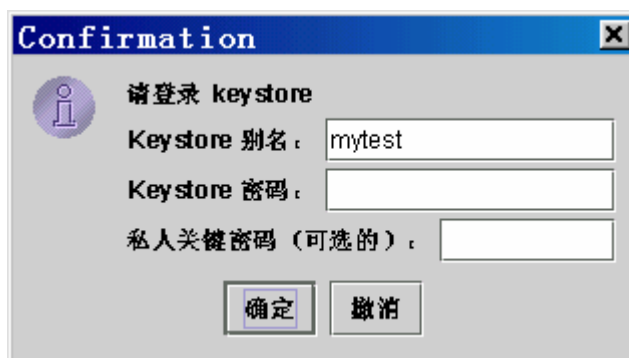 Confirmation
请登录 keystore
Keystore 别名： mytest
Keystore 密码：
私人关键密码（可选的）：
确定 撤消